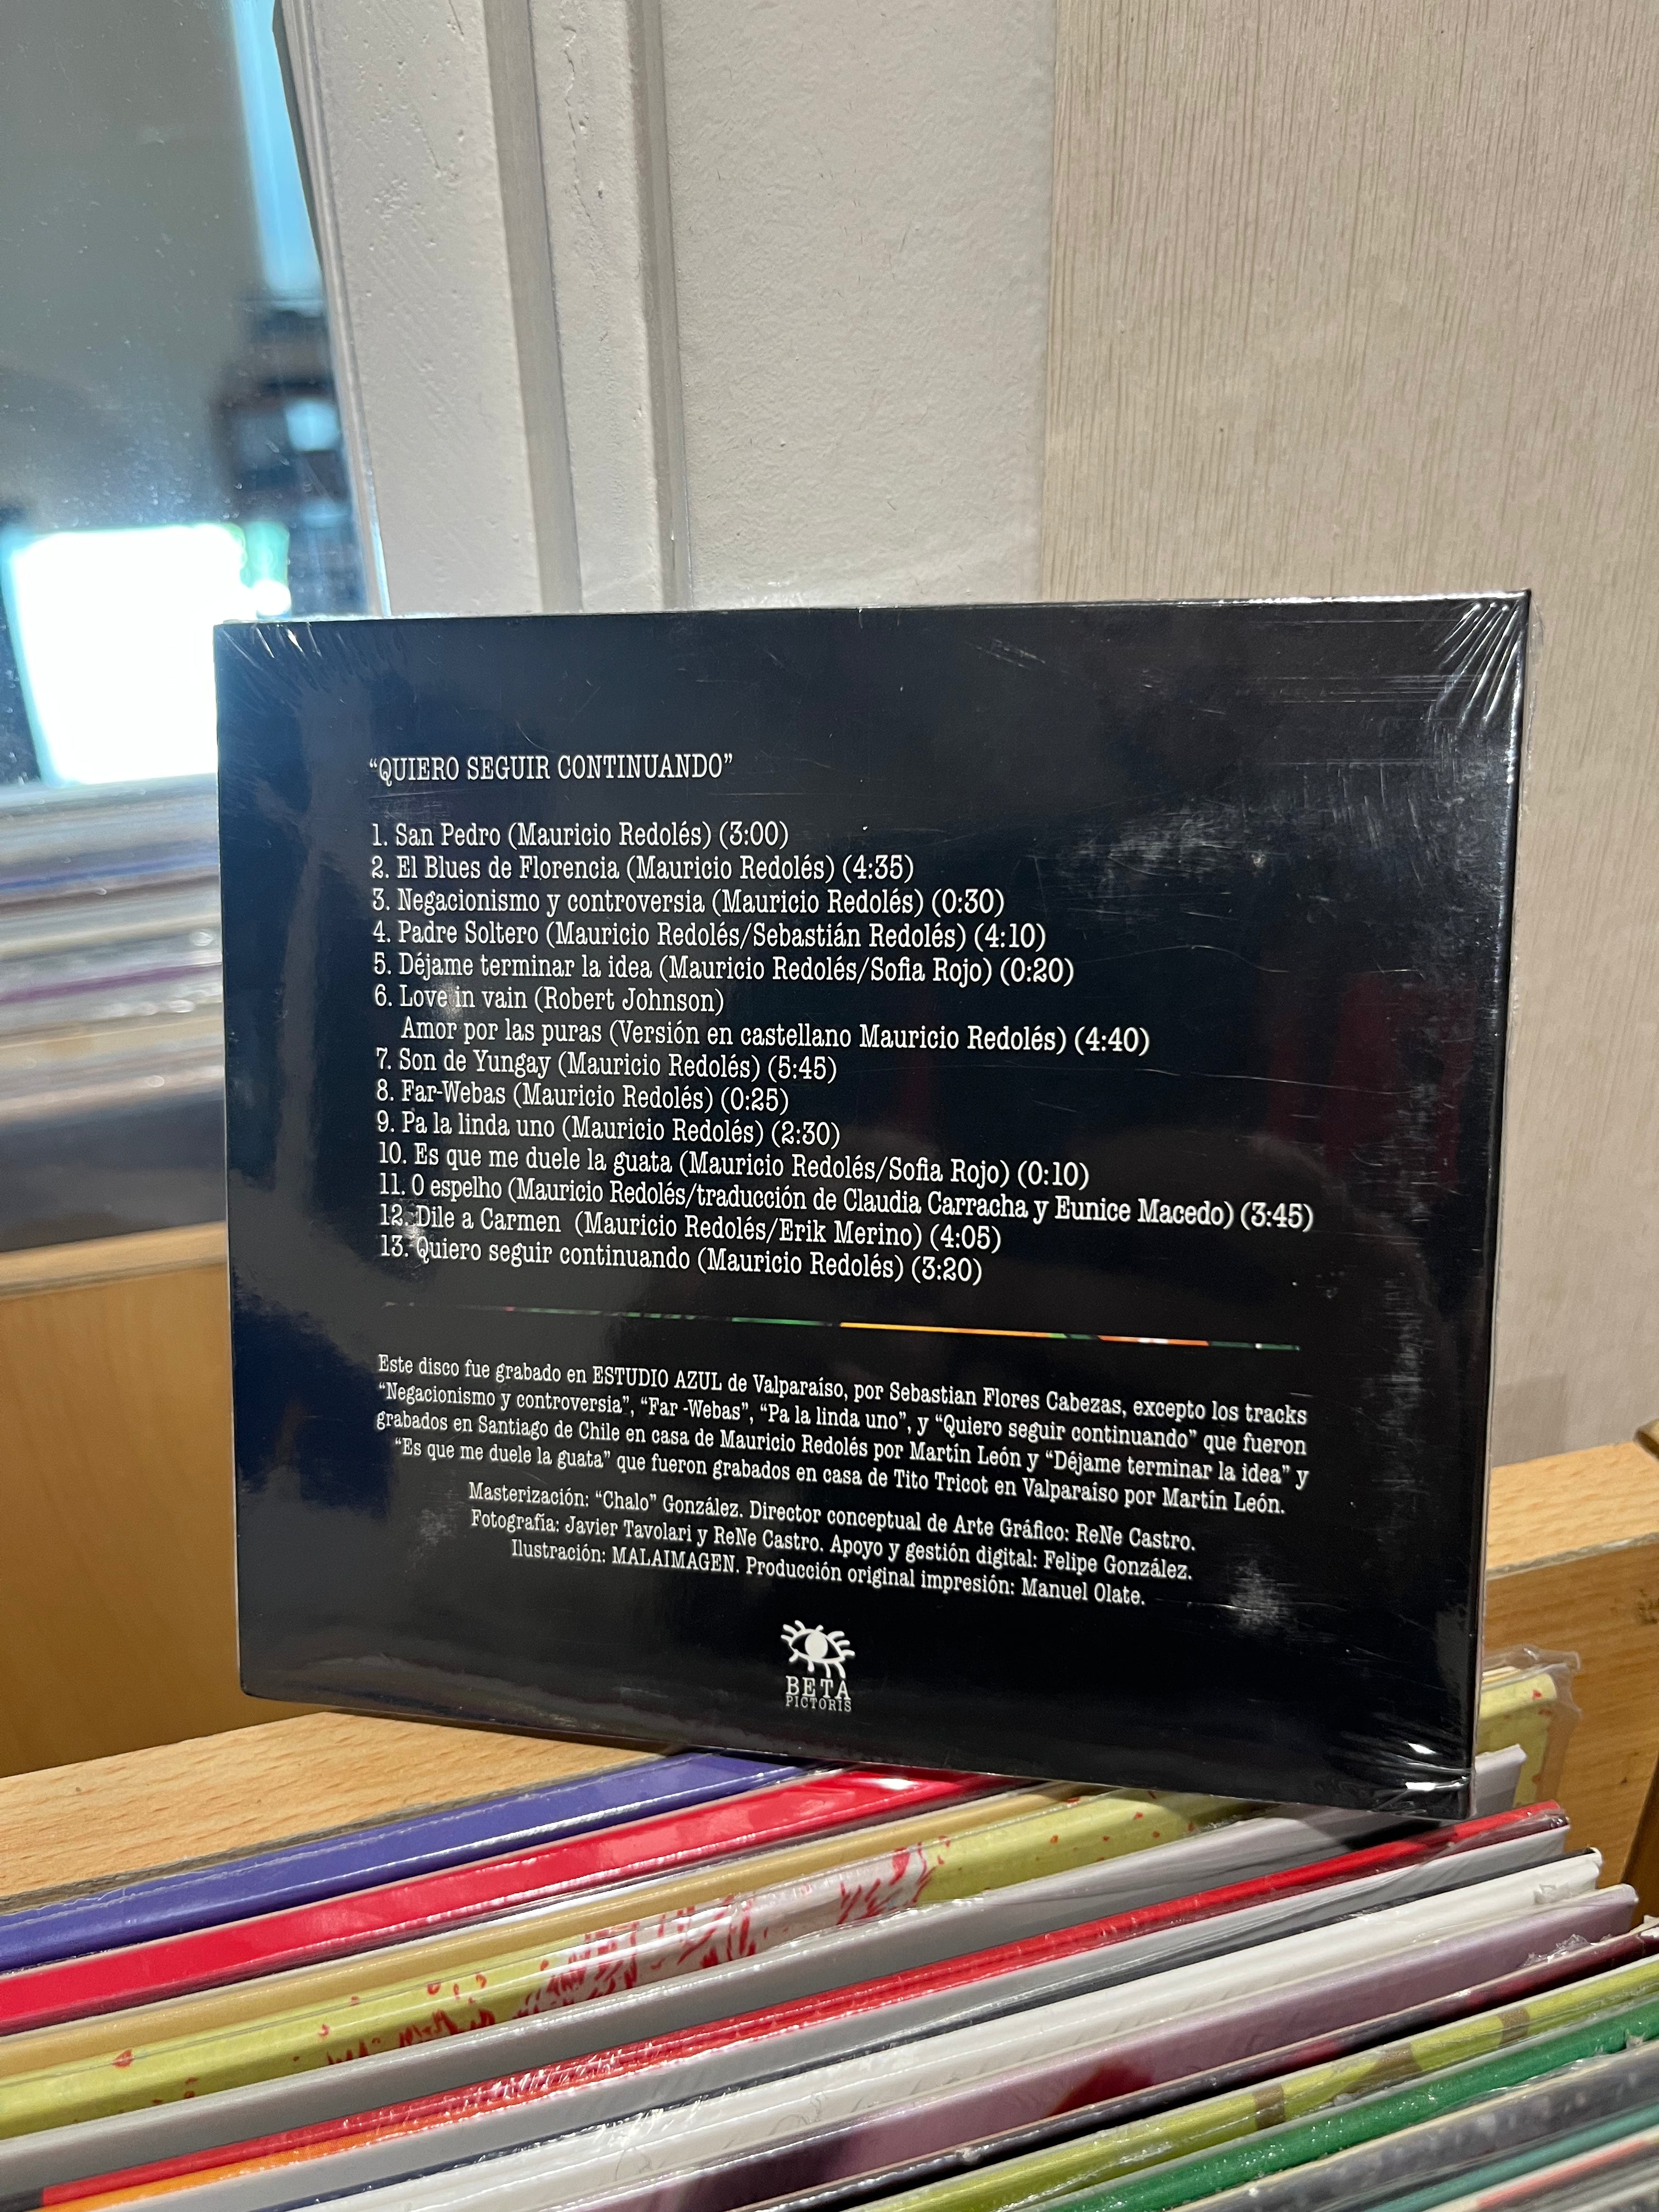 “QUIERO SEGUIR CONTINUANDO”
1. San Pedro (Mauricio Redolés) (3:00)
2. El Blues de Florencia (Mauricio Redolés) (4:35)
3. Negacionismo y controversia (Mauricio Redolés) (0:30)
4. Padre Soltero (Mauricio Redolés/Sebastián Redolés) (4:10)
5. Déjame terminar la idea (Mauricio Redolés/Sofia Rojo) (0:20)
6. Love in vain (Robert Johnson)
Amor por las puras (Versión en castellano Mauricio Redolés) (4:40)
7. Son de Yungay (Mauricio Redolés) (5:45)
8. Far-Webas (Mauricio Redolés) (0:25)
9. Pa la linda uno (Mauricio Redolés) (2:30)
10. Es que me duele la guata (Mauricio Redolés/Sofia Rojo) (0:10)
11. O espelho (Mauricio Redolés/traducción de Claudia Carracha y Eunice Macedo) (3:45)
12. Dile a Carmen (Mauricio Redolés/Erik Merino) (4:05)
13. Quiero seguir continuando (Mauricio Redolés) (3:20)
Este disco fue grabado en ESTUDIO AZUL de Valparaíso, por Sebastian Flores Cabezas, excepto los tracks
“Negacionismo y controversia”, “Far -Webas”, “Pa la linda uno”, y “Quiero seguir continuando” que fueron
grabados en Santiago de Chile en casa de Mauricio Redolés por Martín León y “Déjame terminar la idea” y
“Es que me duele la guata” que fueron grabados en casa de Tito Tricot en Valparaíso por Martín León.
Masterización: “Chalo” González. Director conceptual de Arte Gráfico: ReNe Castro.
Fotografía: Javier Tavolari y ReNe Castro. Apoyo y gestión digital: Felipe González.
Ilustración: MALAIMAGEN. Producción original impresión: Manuel Olate.
BETA
PICTORIS